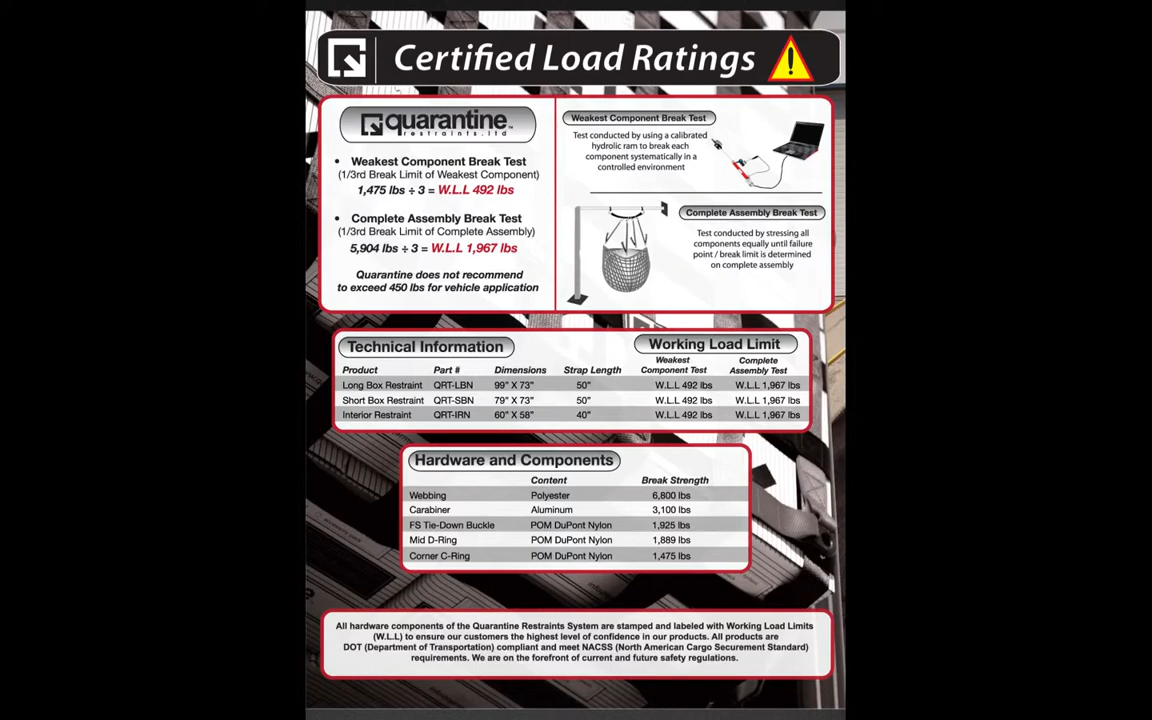 Certified Load Ratings
quarantine™
restraints.ltd
• Weakest Component Break Test
(1/3rd Break Limit of Weakest Component)
1,475 lbs ÷ 3 = W.L.L 492 lbs
• Complete Assembly Break Test
(1/3rd Break Limit of Complete Assembly)
5,904 lbs ÷ 3 = W.L.L 1,967 lbs
Quarantine does not recommend
to exceed 450 lbs for vehicle application
Weakest Component Break Test
Test conducted by using a calibrated
hydrolic ram to break each
component systematically in a
controlled environment
Complete Assembly Break Test
Test conducted by stressing all
components equally until failure
point / break limit is determined
on complete assembly
Technical Information
Working Load Limit
Product Part # Dimensions Strap Length Weakest Component Test Complete Assembly Test
Long Box Restraint QRT-LBN 99" X 73" 50" W.L.L 492 lbs W.L.L 1,967 lbs
Short Box Restraint QRT-SBN 79" X 73" 50" W.L.L 492 lbs W.L.L 1,967 lbs
Interior Restraint QRT-IRN 60" X 58" 40" W.L.L 492 lbs W.L.L 1,967 lbs
Hardware and Components
Content Break Strength
Webbing Polyester 6,800 lbs
Carabiner Aluminum 3,100 lbs
FS Tie-Down Buckle POM DuPont Nylon 1,925 lbs
Mid D-Ring POM DuPont Nylon 1,889 lbs
Corner C-Ring POM DuPont Nylon 1,475 lbs
All hardware components of the Quarantine Restraints System are stamped and labeled with Working Load Limits
(W.L.L) to ensure our customers the highest level of confidence in our products. All products are
DOT (Department of Transportation) compliant and meet NACSS (North American Cargo Securement Standard)
requirements. We are on the forefront of current and future safety regulations.